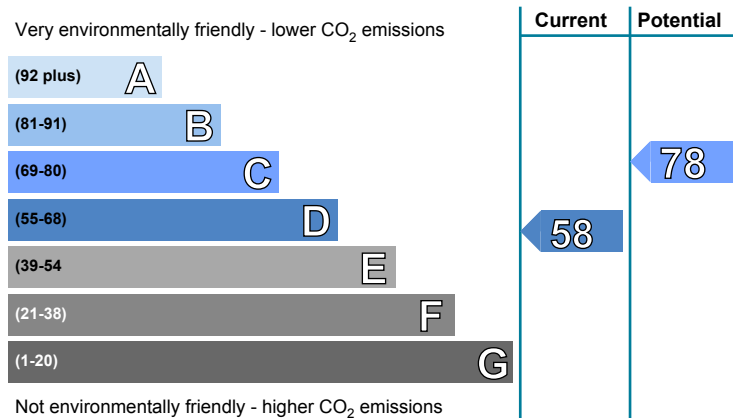 Current Potential
Very environmentally friendly - lower CO2 emissions
(92 plus) A
(81-91) B
(69-80) C
78
(55-68) D
58
(39-54 E
(21-38) F
(1-20) G
Not environmentally friendly - higher CO2 emissions